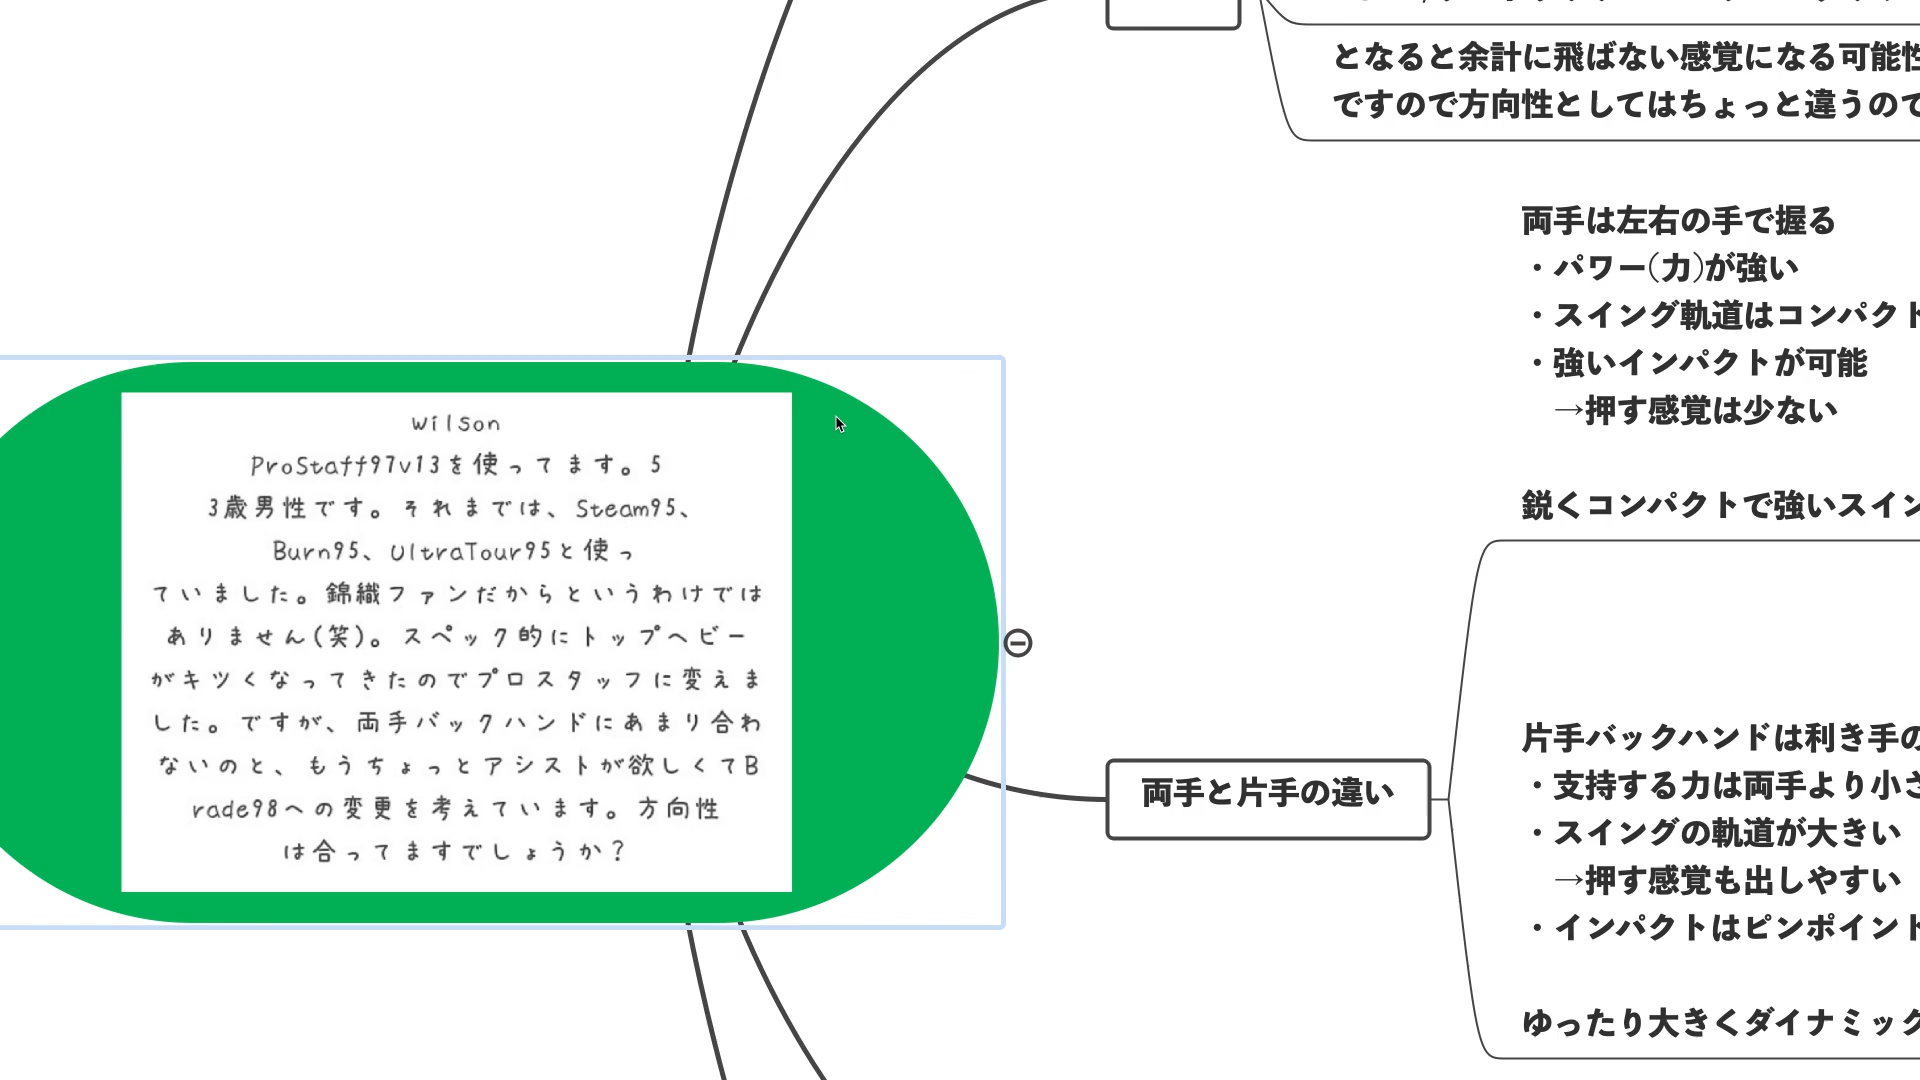 となると余計に飛ばない感覚になる可能性
ですので方向性としてはちょっと違うので
両手は左右の手で握る
・パワー(力)が強い
・スイング軌道はコンパクト
・強いインパクトが可能
→押す感覚は少ない
鋭くコンパクトで強いスイン
Wilson
ProStaff97v13を使ってます。5
3歳男性です。それまでは、Steam95、
Burn95、UltraTour95と使っ
ていました。錦織ファンだからというわけでは
ありません(笑)。スペック的にトップヘビー
がキツくなってきたのでプロスタッフに変えま
した。ですが、両手バックハンドにあまり合わ
ないのと、もうちょっとアシストが欲しくてB
rade98への変更を考えています。方向性
は合ってますでしょうか?
両手と片手の違い
片手バックハンドは利き手の
・支持する力は両手より小さ
・スイングの軌道が大きい
→押す感覚も出しやすい
・インパクトはピンポイント
ゆったり大きくダイナミック